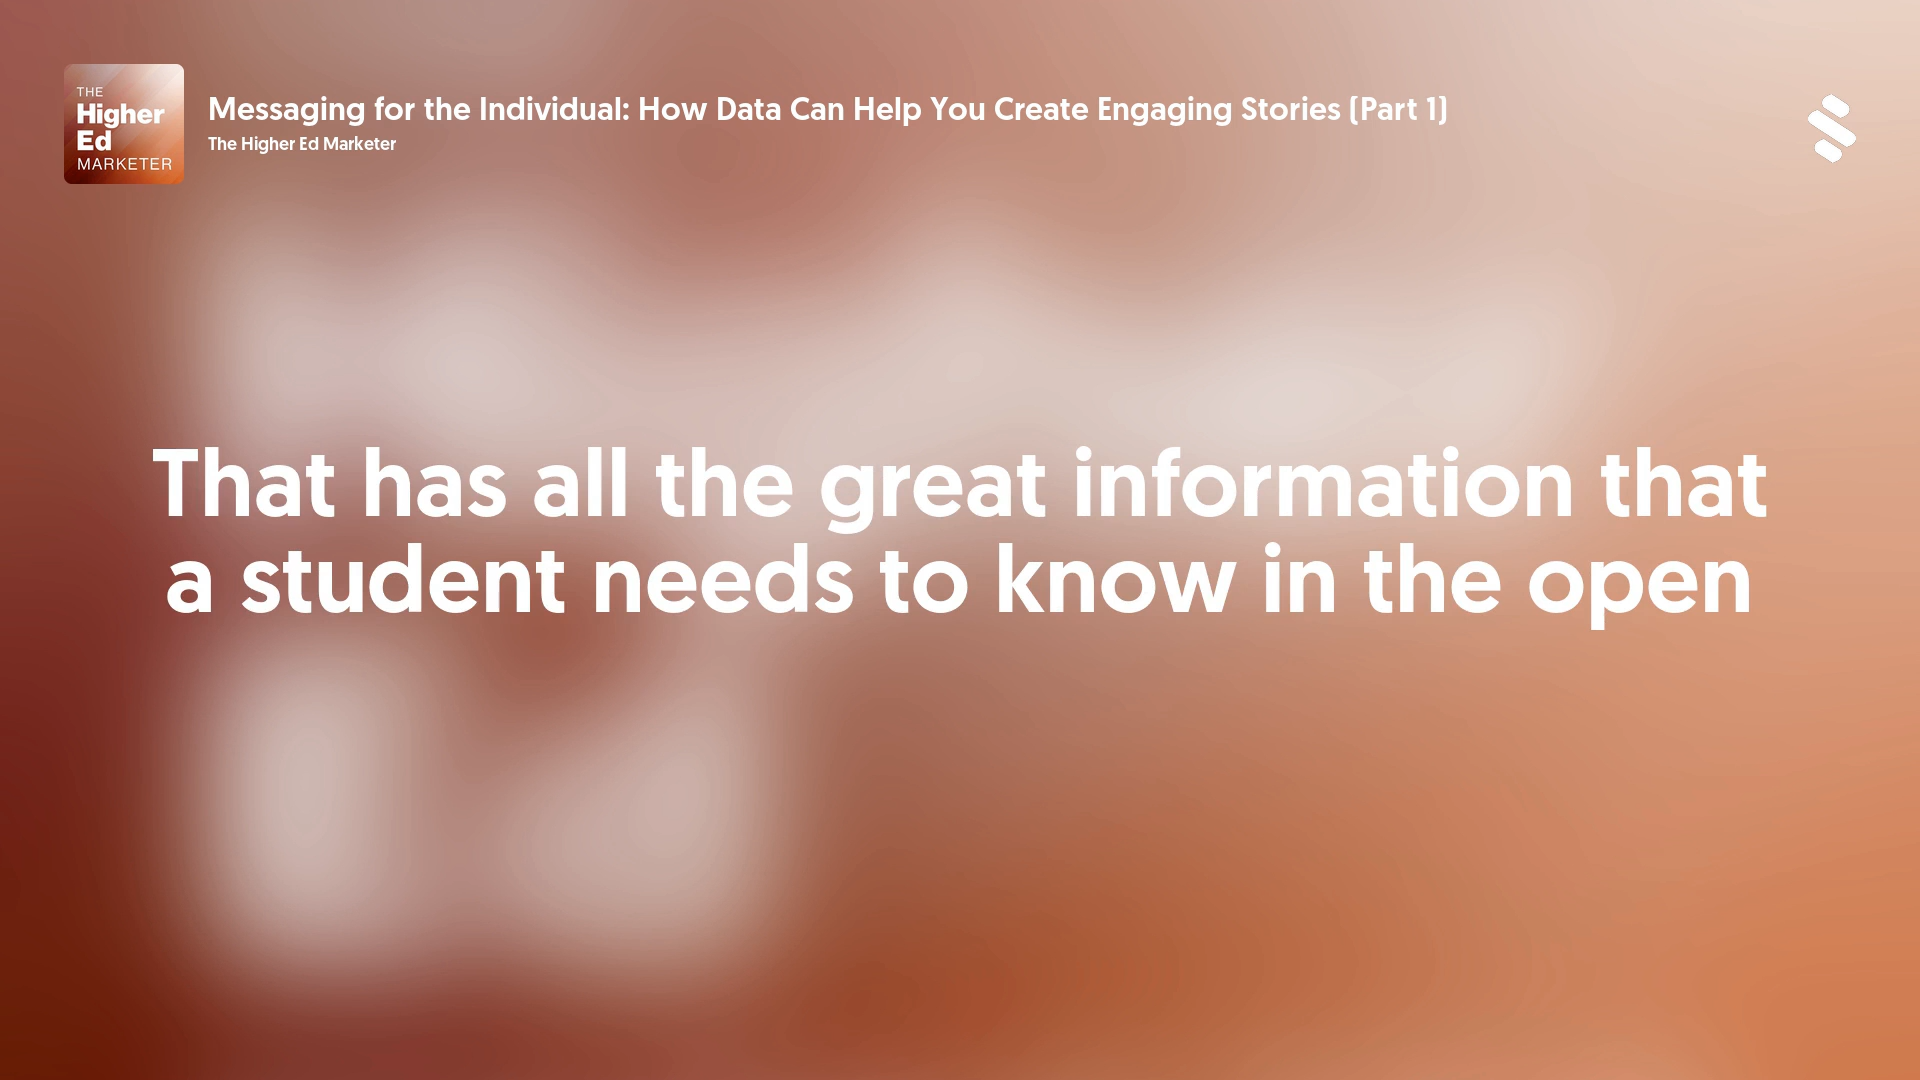 THE
Higher
Ed
MARKETER
Messaging for the Individual: How Data Can Help You Create Engaging Stories (Part 1)
The Higher Ed Marketer
That has all the great information that
a student needs to know in the open